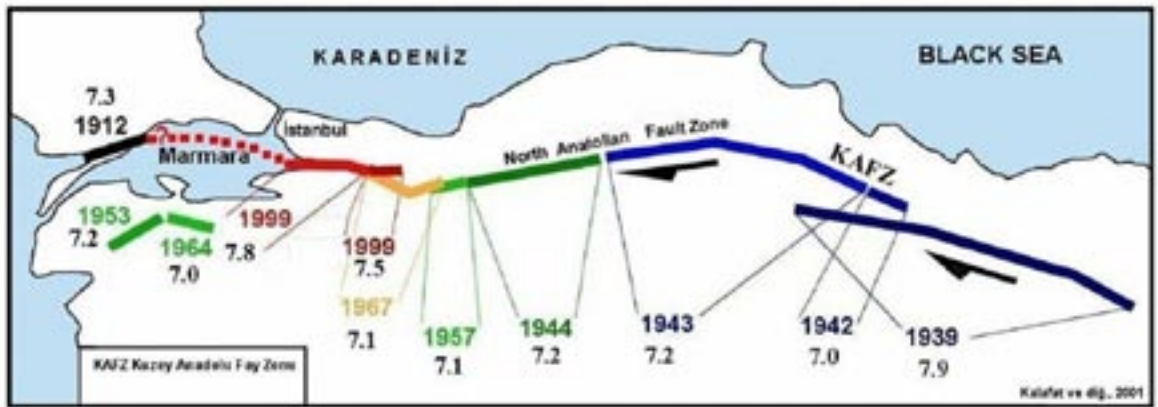 KARADENİZ
BLACK SEA
7.3
1912
İstanbul
Marmara
North Anatolian Fault Zone
KAFZ
1953
7.2
1964
7.0
1999
7.8
1999
7.5
1967
7.1
1957
7.1
1944
7.2
1943
7.2
1942
7.0
1939
7.9
KAFZ Kuzey Anadolu Fay Zonu
Kalafat ve diğ., 2001